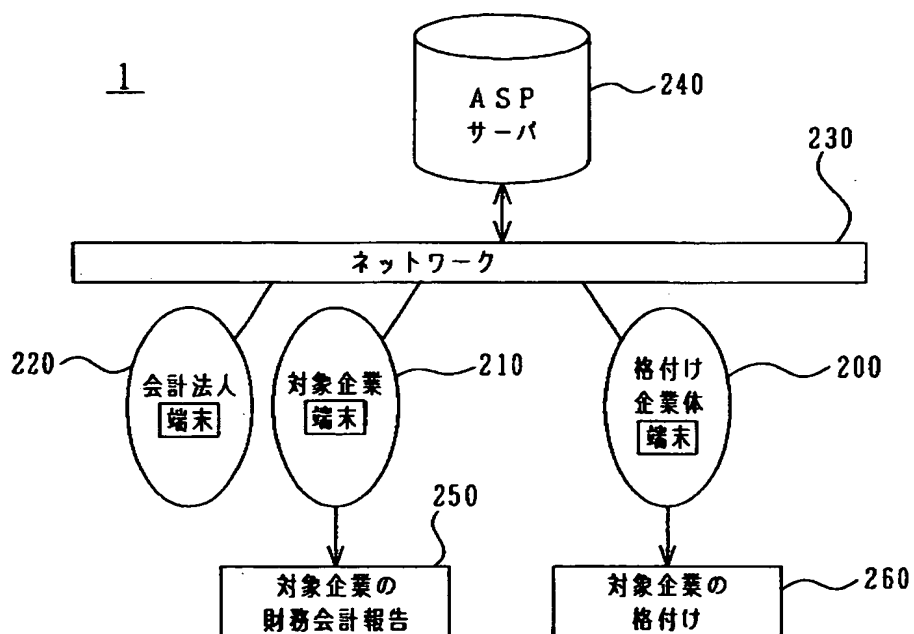 1
ASP
サーバ
240
230
ネットワーク
220
会計法人
端末
対象企業
端末
210
格付け
企業体
端末
200
250
対象企業の
財務会計報告
対象企業の
格付け
260